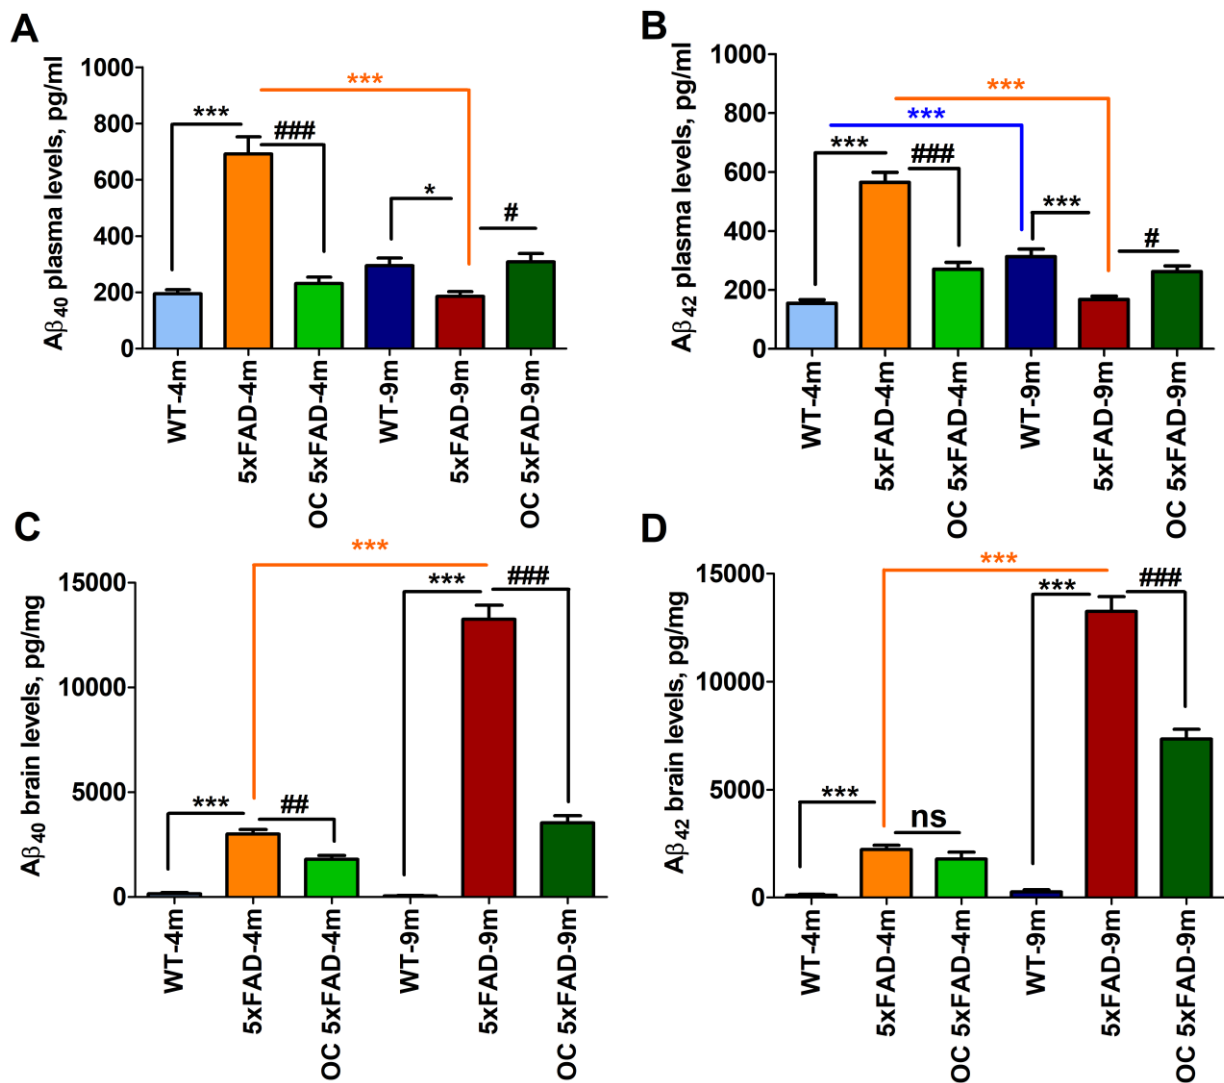 A
Aβ40 plasma levels, pg/ml
1000
800
600
400
200
0
***
***
###
*
#
WT-4m
5xFAD-4m
OC 5xFAD-4m
WT-9m
5xFAD-9m
OC 5xFAD-9m
B
Aβ42 plasma levels, pg/ml
1000
800
600
400
200
0
***
***
***
###
***
#
WT-4m
5xFAD-4m
OC 5xFAD-4m
WT-9m
5xFAD-9m
OC 5xFAD-9m
C
Aβ40 brain levels, pg/mg
15000
10000
5000
0
***
***
###
***
##
WT-4m
5xFAD-4m
OC 5xFAD-4m
WT-9m
5xFAD-9m
OC 5xFAD-9m
D
Aβ42 brain levels, pg/mg
15000
10000
5000
0
***
***
###
***
ns
WT-4m
5xFAD-4m
OC 5xFAD-4m
WT-9m
5xFAD-9m
OC 5xFAD-9m